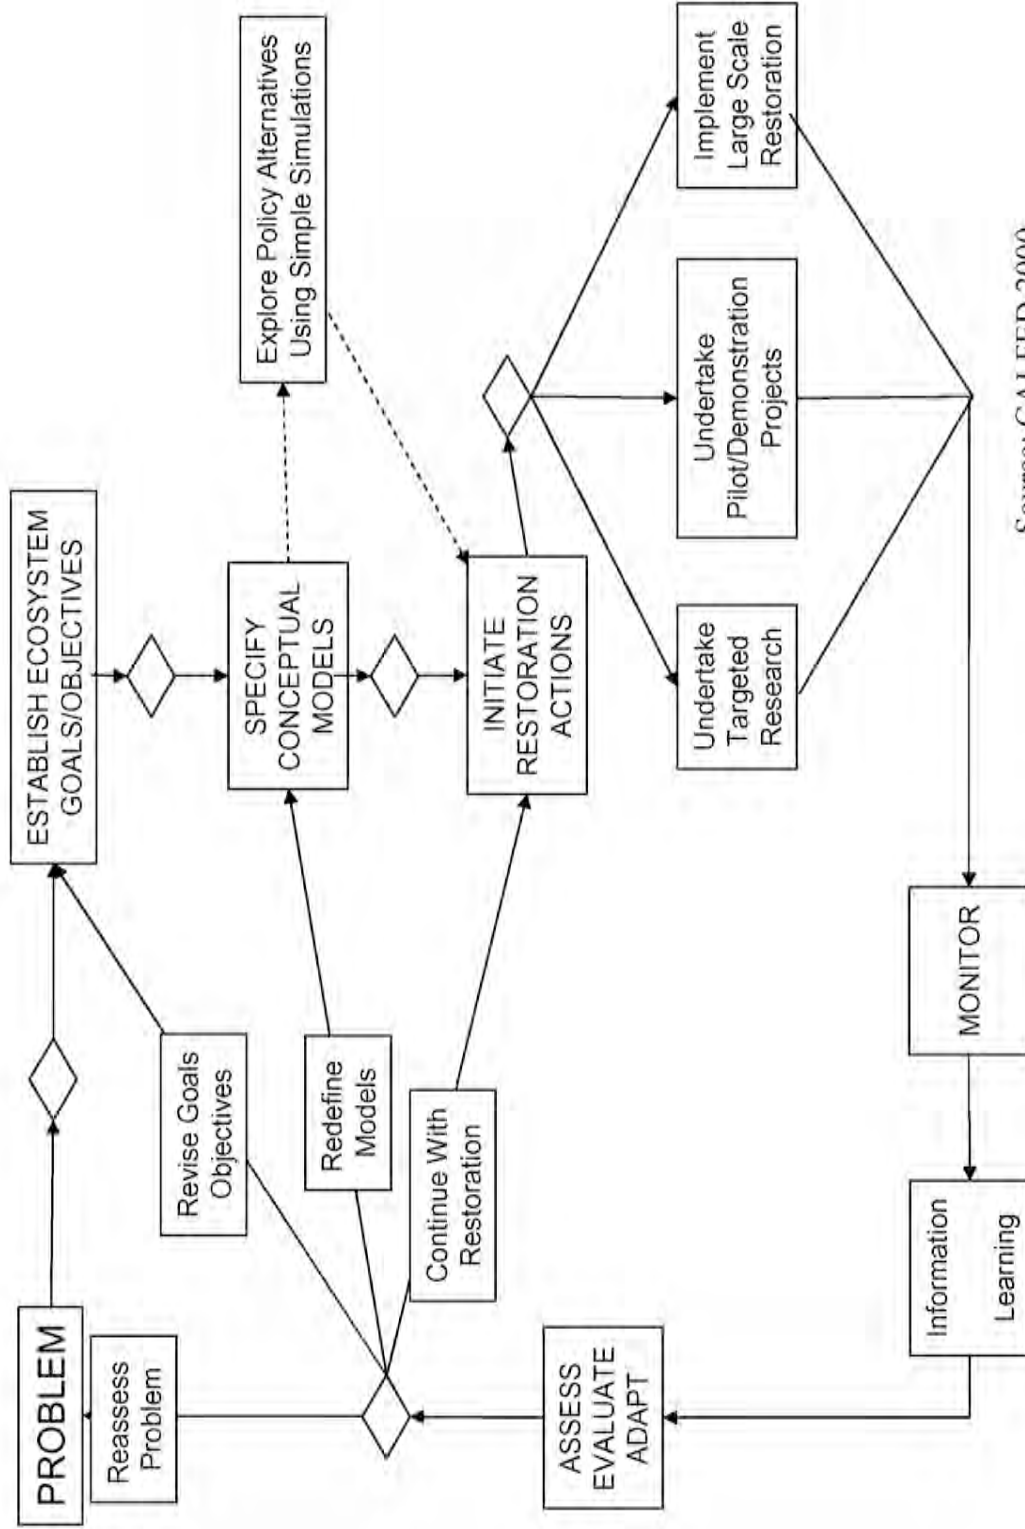 PROBLEM
Reassess
Problem
ESTABLISH ECOSYSTEM
GOALS/OBJECTIVES
Revise Goals
Objectives
SPECIFY
CONCEPTUAL
MODELS
Explore Policy Alternatives
Using Simple Simulations
Redefine
Models
Continue With
Restoration
INITIATE
RESTORATION
ACTIONS
ASSESS
EVALUATE
ADAPT
Undertake
Targeted
Research
Undertake
Pilot/Demonstration
Projects
Implement
Large Scale
Restoration
Information
Learning
MONITOR
Source: CALFED